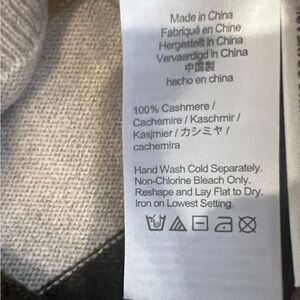 Made in China
Fabriqué en Chine
Hergestellt in China
Vervaardigd in China
中国製
hecho en china
100% Cashmere /
Cachemire / Kaschmir /
Kasjmier / カシミヤ /
cachemira
Hand Wash Cold Separately.
Non-Chlorine Bleach Only.
Reshape and Lay Flat to Dry.
Iron on Lowest Setting.